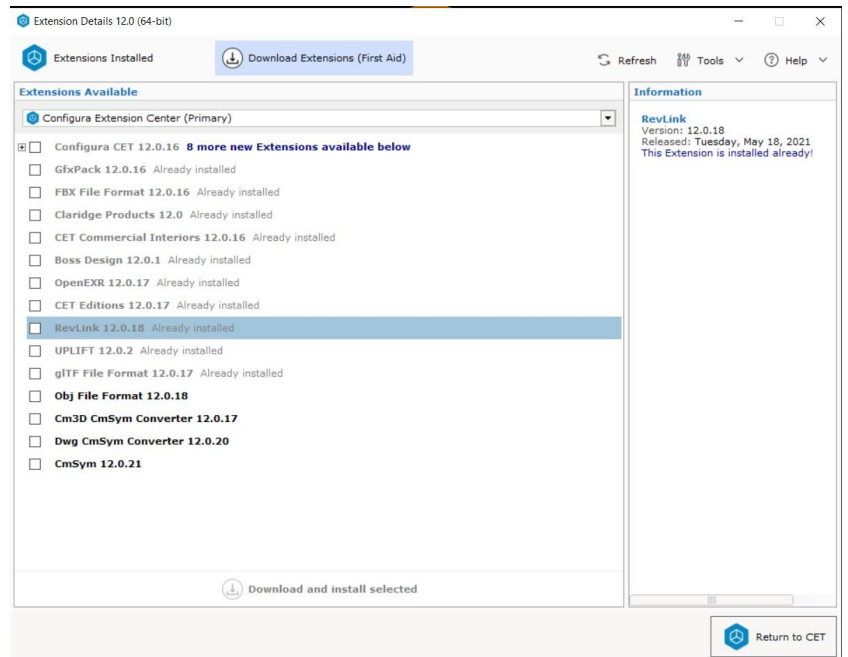 Extension Details 12.0 (64-bit)
Extensions Installed
Download Extensions (First Aid)
Refresh
Tools
Help
Extensions Available
Configura Extension Center (Primary)
Configura CET 12.0.16 8 more new Extensions available below
GfxPack 12.0.16 Already installed
FBX File Format 12.0.16 Already installed
Claridge Products 12.0 Already installed
CET Commercial Interiors 12.0.16 Already installed
Boss Design 12.0.1 Already installed
OpenEXR 12.0.17 Already installed
CET Editions 12.0.17 Already installed
RevLink 12.0.18 Already installed
UPLIFT 12.0.2 Already installed
glTF File Format 12.0.17 Already installed
Obj File Format 12.0.18
Cm3D CmSym Converter 12.0.17
Dwg CmSym Converter 12.0.20
CmSym 12.0.21
Download and install selected
Information
RevLink
Version: 12.0.18
Released: Tuesday, May 18, 2021
This Extension is installed already!
Return to CET